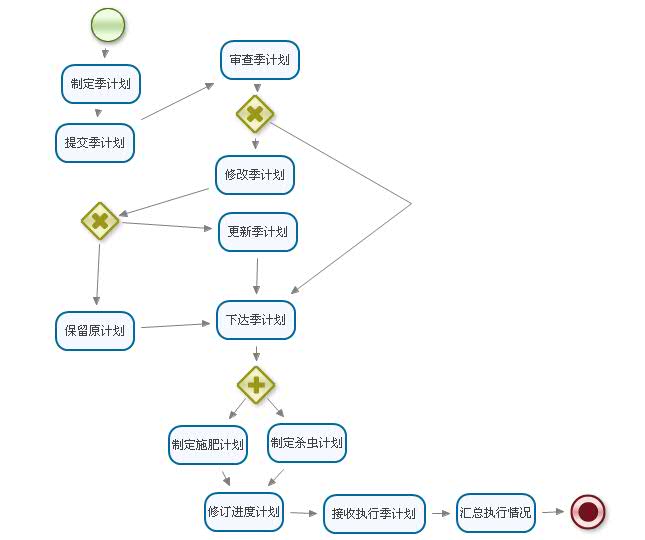 审查季计划
制定季计划
提交季计划
修改季计划
更新季计划
下达季计划
保留原计划
制定施肥计划
制定杀虫计划
修订进度计划
接收执行季计划
汇总执行情况